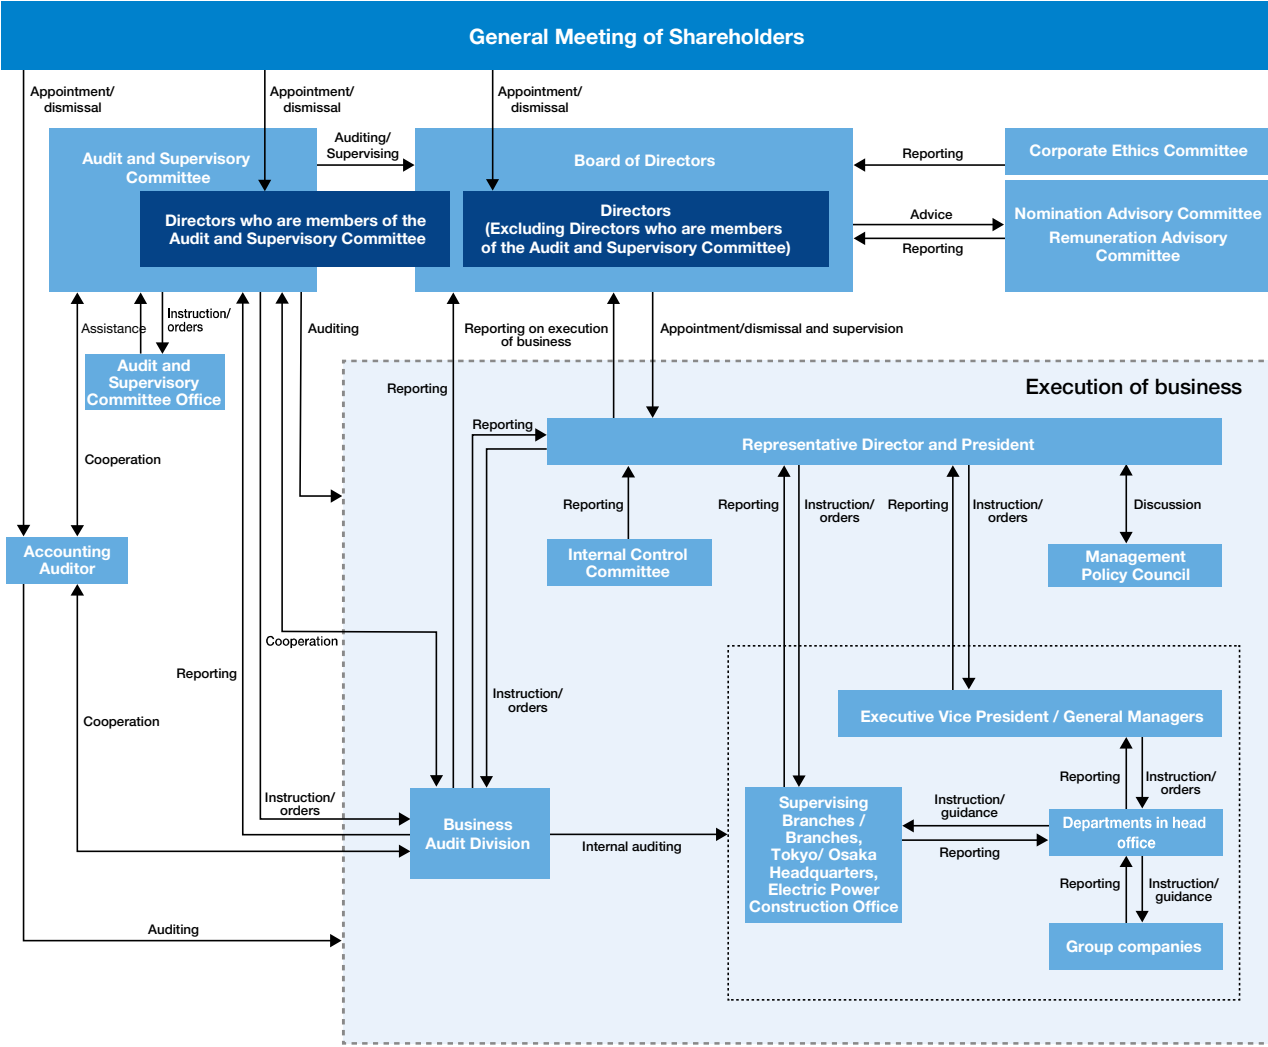 General Meeting of Shareholders
Appointment/
dismissal
Appointment/
dismissal
Appointment/
dismissal
Audit and Supervisory
Committee
Auditing/
Supervising
Board of Directors
Reporting
Corporate Ethics Committee
Directors who are members of the
Audit and Supervisory Committee
Directors
(Excluding Directors who are members
of the Audit and Supervisory Committee)
Advice
Reporting
Nomination Advisory Committee
Remuneration Advisory
Committee
Assistance
Instruction/
orders
Auditing
Reporting on execution
of business
Appointment/dismissal and supervision
Audit and
Supervisory
Committee Office
Reporting
Execution of business
Cooperation
Reporting
Representative Director and President
Reporting
Reporting
Instruction/
orders
Reporting
Instruction/
orders
Discussion
Accounting
Auditor
Internal Control
Committee
Management
Policy Council
Cooperation
Reporting
Cooperation
Instruction/
orders
Executive Vice President / General Managers
Reporting
Instruction/
orders
Instruction/
orders
Business
Audit Division
Internal auditing
Supervising
Branches /
Branches,
Tokyo/ Osaka
Headquarters,
Electric Power
Construction Office
Instruction/
guidance
Reporting
Departments in head
office
Reporting
Instruction/
guidance
Auditing
Group companies